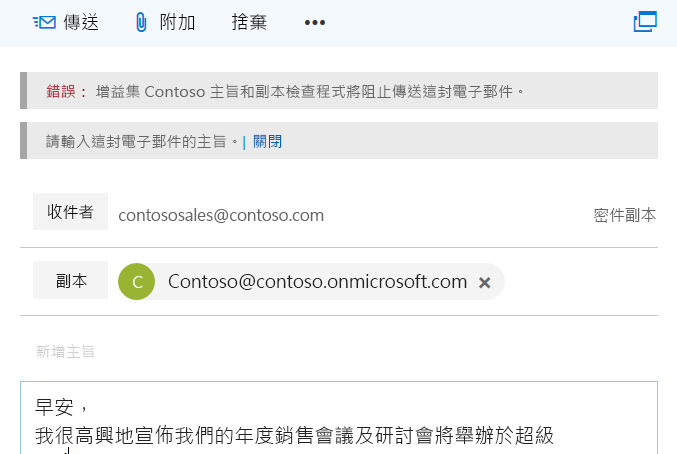 傳送 附加 捨棄 •••
錯誤： 增益集 Contoso 主旨和副本檢查程式將阻止傳送這封電子郵件。
請輸入這封電子郵件的主旨。| 關閉
收件者 contososales@contoso.com 密件副本
副本 C Contoso@contoso.onmicrosoft.com ×
新增主旨
早安，
我很高興地宣佈我們的年度銷售會議及研討會將舉辦於超級